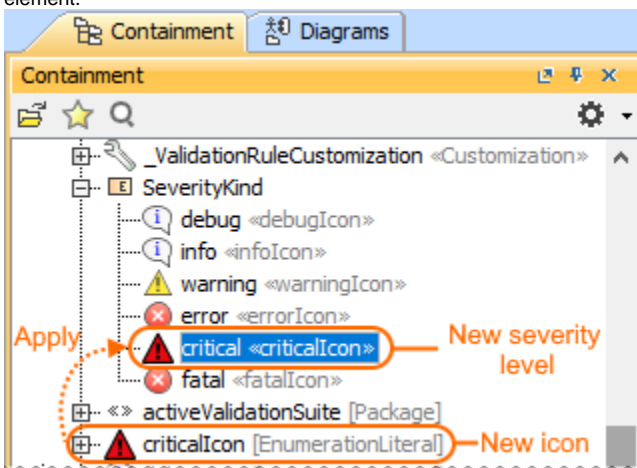 element.
Containment Diagrams
Containment
_ValidationRuleCustomization «Customization»
E SeverityKind
debug «debugIcon»
info «infoIcon»
warning «warningIcon»
error «errorIcon»
Apply
critical «criticalIcon»
New severity
level
fatal «fatalIcon»
«» activeValidationSuite [Package]
criticalIcon [EnumerationLiteral]
New icon